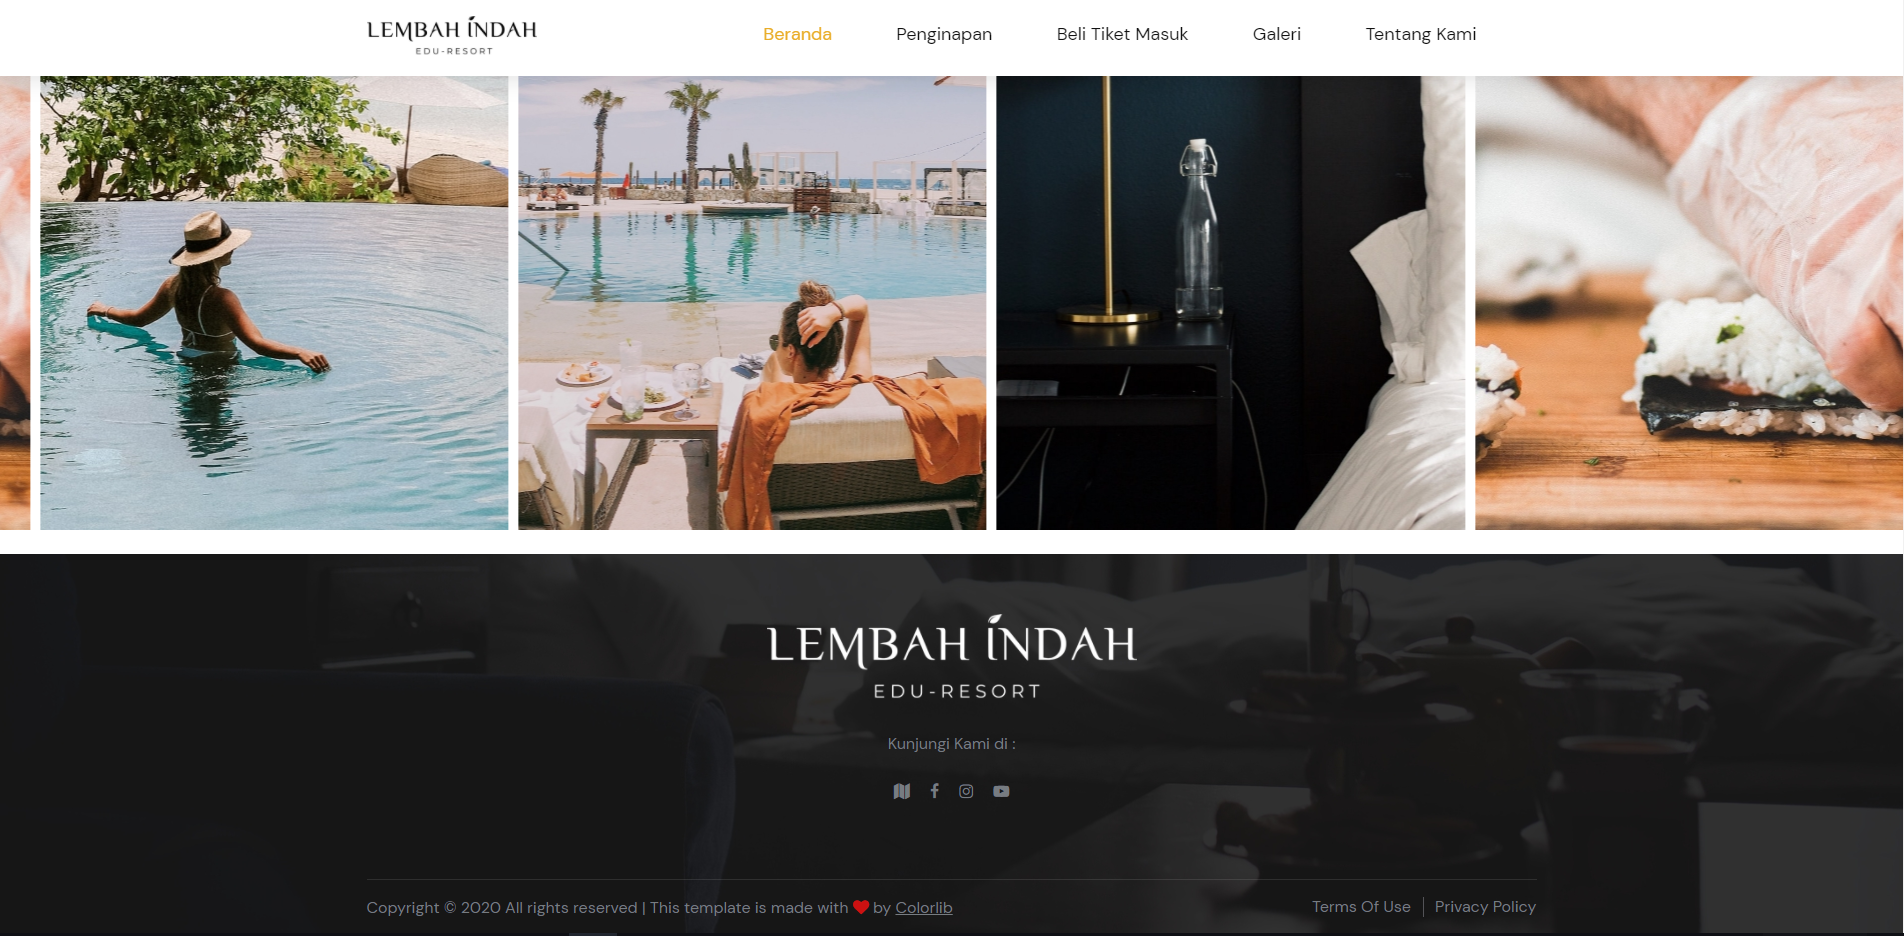 LEMBAH INDAH
EDU-RESORT
Beranda
Penginapan
Beli Tiket Masuk
Galeri
Tentang Kami
LEMBAH INDAH
EDU-RESORT
Kunjungi Kami di :
Copyright © 2020 All rights reserved | This template is made with ❤ by Colorlib
Terms Of Use | Privacy Policy